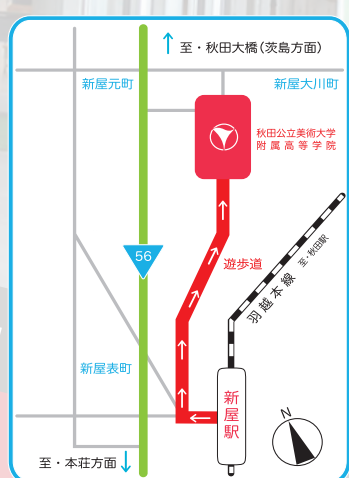 ↑ 至・秋田大橋(茨島方面)
新屋元町
新屋大川町
秋田公立美術大学
附属高等学院
56
遊歩道
至・秋田駅
羽越本線
新屋表町
新屋駅
N
至・本荘方面 ↓